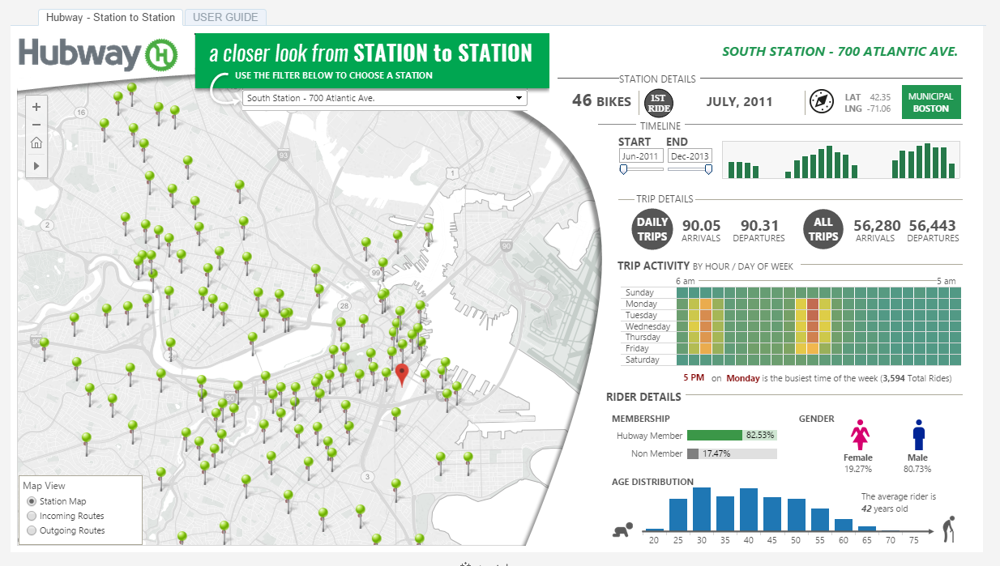 Hubway - Station to Station
USER GUIDE
Hubway H
a closer look from STATION to STATION
USE THE FILTER BELOW TO CHOOSE A STATION
South Station - 700 Atlantic Ave.
SOUTH STATION - 700 ATLANTIC AVE.
STATION DETAILS
46 BIKES
1ST
RIDE
JULY, 2011
LAT 42.35
LNG -71.06
MUNICIPAL
BOSTON
TIMELINE
START END
Jun-2011 Dec-2013
TRIP DETAILS
DAILY
TRIPS
90.05
ARRIVALS
90.31
DEPARTURES
ALL
TRIPS
56,280
ARRIVALS
56,443
DEPARTURES
TRIP ACTIVITY BY HOUR / DAY OF WEEK
6 am 5 am
Sunday
Monday
Tuesday
Wednesday
Thursday
Friday
Saturday
5 PM on Monday is the busiest time of the week (3,594 Total Rides)
RIDER DETAILS
MEMBERSHIP
Hubway Member 82.53%
Non Member 17.47%
GENDER
Female
19.27%
Male
80.73%
AGE DISTRIBUTION
The average rider is
42 years old
20 25 30 35 40 45 50 55 60 65 70 75
16
93
1
2
90
99
28
3
Map View
Station Map
Incoming Routes
Outgoing Routes